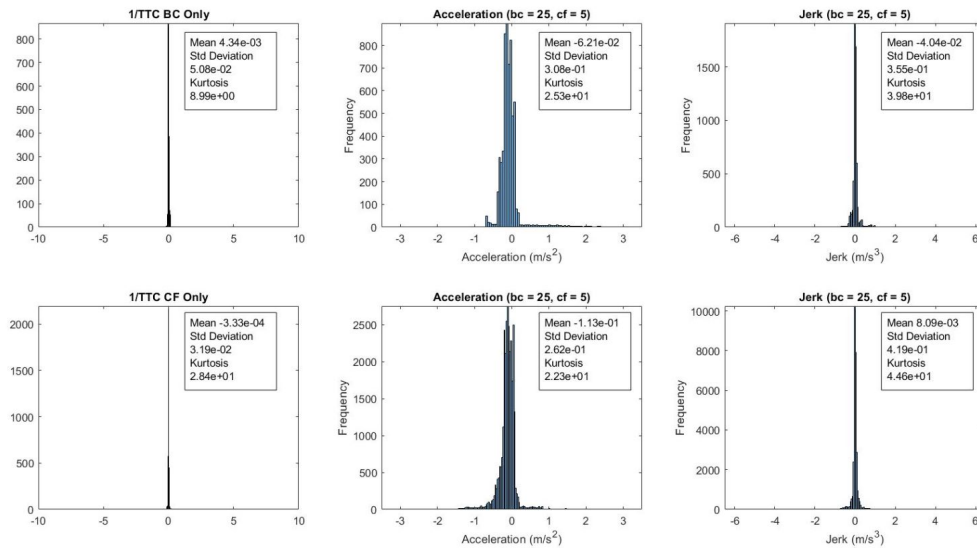 1/TTC BC Only
800
700
600
500
400
300
200
100
0
-10
-5
0
5
10
Mean 4.34e-03
Std Deviation
5.08e-02
Kurtosis
8.99e+00
Acceleration (bc = 25, cf = 5)
Frequency
800
700
600
500
400
300
200
100
0
-3
-2
-1
0
1
2
3
Acceleration (m/s2)
Mean -6.21e-02
Std Deviation
3.08e-01
Kurtosis
2.53e+01
Jerk (bc = 25, cf = 5)
Frequency
1500
1000
500
0
-6
-4
-2
0
2
4
6
Jerk (m/s3)
Mean -4.04e-02
Std Deviation
3.55e-01
Kurtosis
3.98e+01
1/TTC CF Only
2000
1500
1000
500
0
-10
-5
0
5
10
Mean -3.33e-04
Std Deviation
3.19e-02
Kurtosis
2.84e+01
Acceleration (bc = 25, cf = 5)
Frequency
2500
2000
1500
1000
500
0
-3
-2
-1
0
1
2
3
Acceleration (m/s2)
Mean -1.13e-01
Std Deviation
2.62e-01
Kurtosis
2.23e+01
Jerk (bc = 25, cf = 5)
Frequency
10000
8000
6000
4000
2000
0
-6
-4
-2
0
2
4
6
Jerk (m/s3)
Mean 8.09e-03
Std Deviation
4.19e-01
Kurtosis
4.46e+01